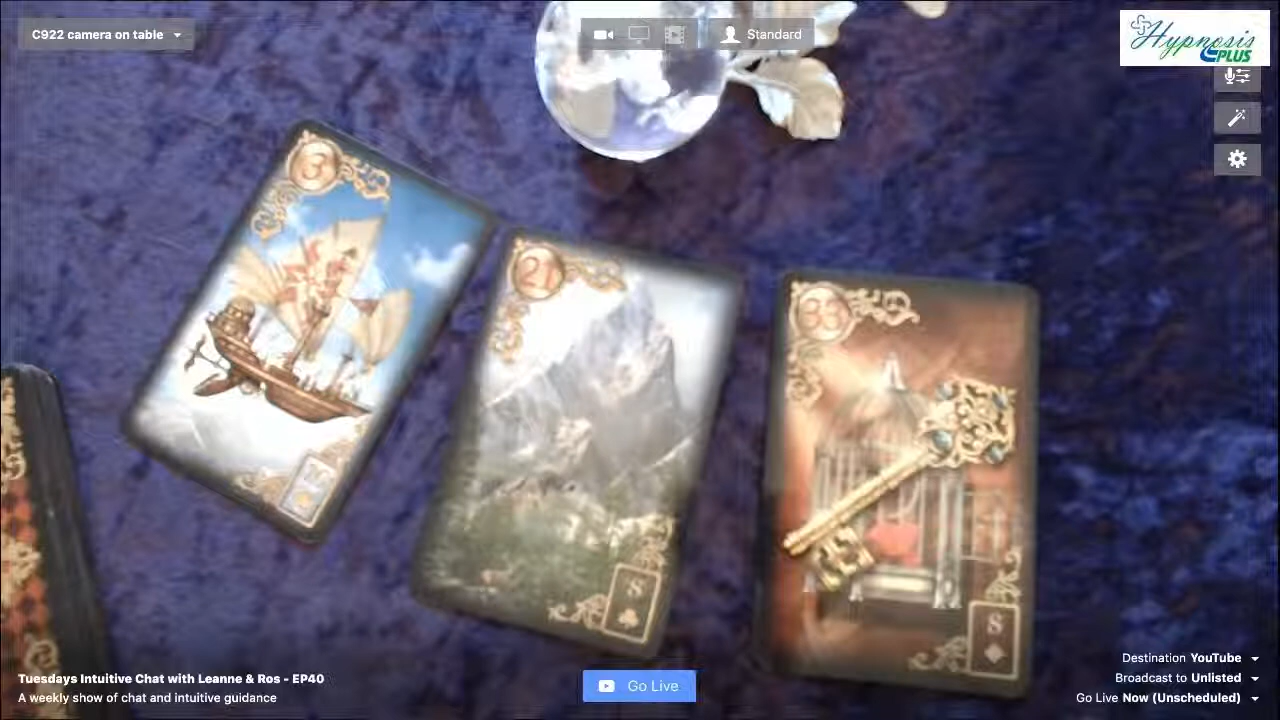 C922 camera on table
Standard
Hypnosis
PLUS
3
21
33
8
8
Tuesdays Intuitive Chat with Leanne & Ros - EP40
A weekly show of chat and intuitive guidance
Go Live
Destination YouTube
Broadcast to Unlisted
Go Live Now (Unscheduled)